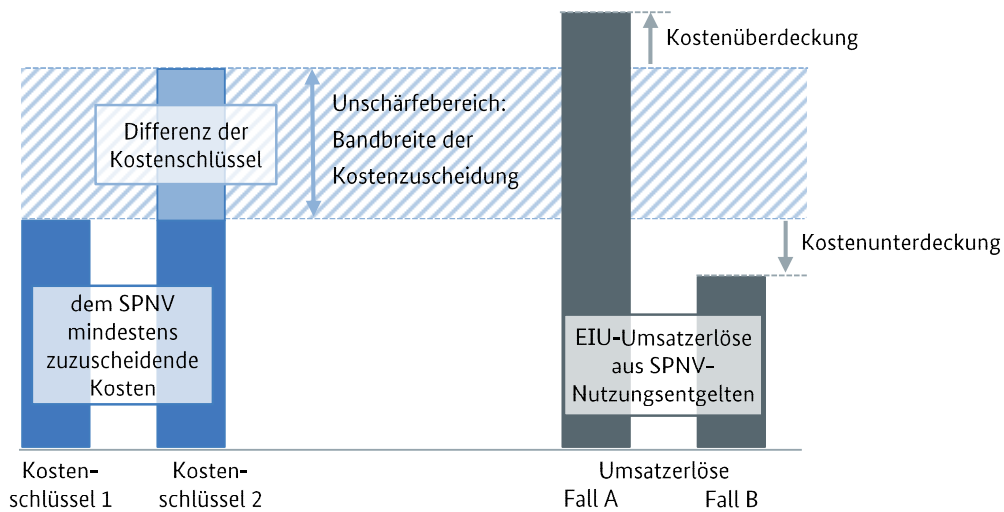 Kostenüberdeckung
Unschärfebereich:
Bandbreite der
Kostenzuscheidung
Differenz der
Kostenschlüssel
Kostenunterdeckung
dem SPNV
mindestens
zuzuscheidende
Kosten
EIU-Umsatzerlöse
aus SPNV-
Nutzungsentgelten
Kosten-
schlüssel 1
Kosten-
schlüssel 2
Umsatzerlöse
Fall A
Fall B